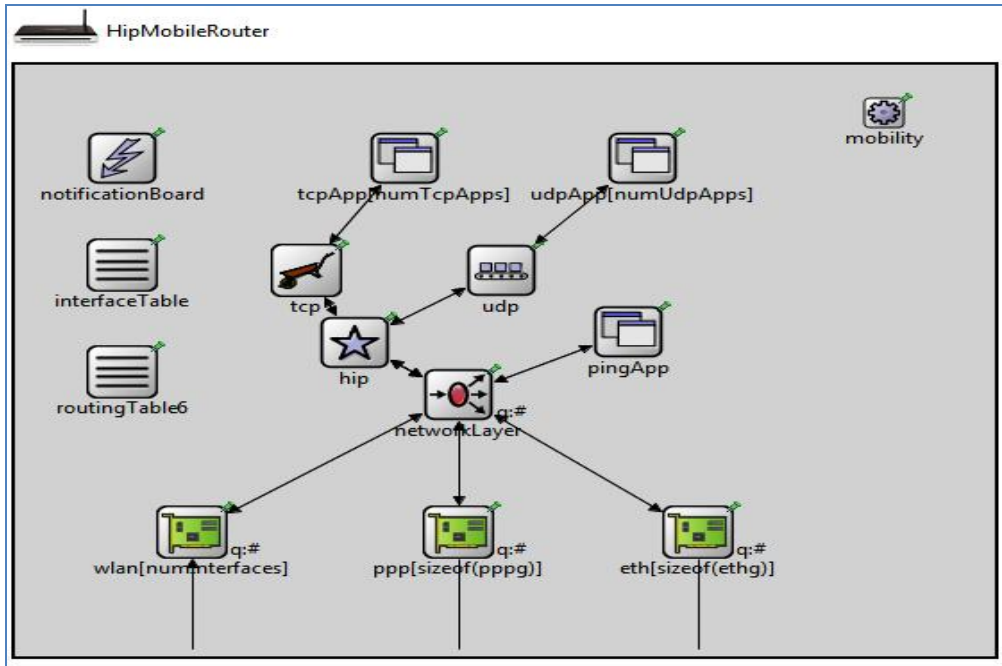 HipMobileRouter
mobility
notificationBoard
tcpApp[numTcpApps]
udpApp[numUdpApps]
interfaceTable
tcp
udp
routingTable6
hip
pingApp
q:#
networkLayer
q:#
wlan[numInterfaces]
q:#
ppp[sizeof(pppg)]
q:#
eth[sizeof(ethg)]